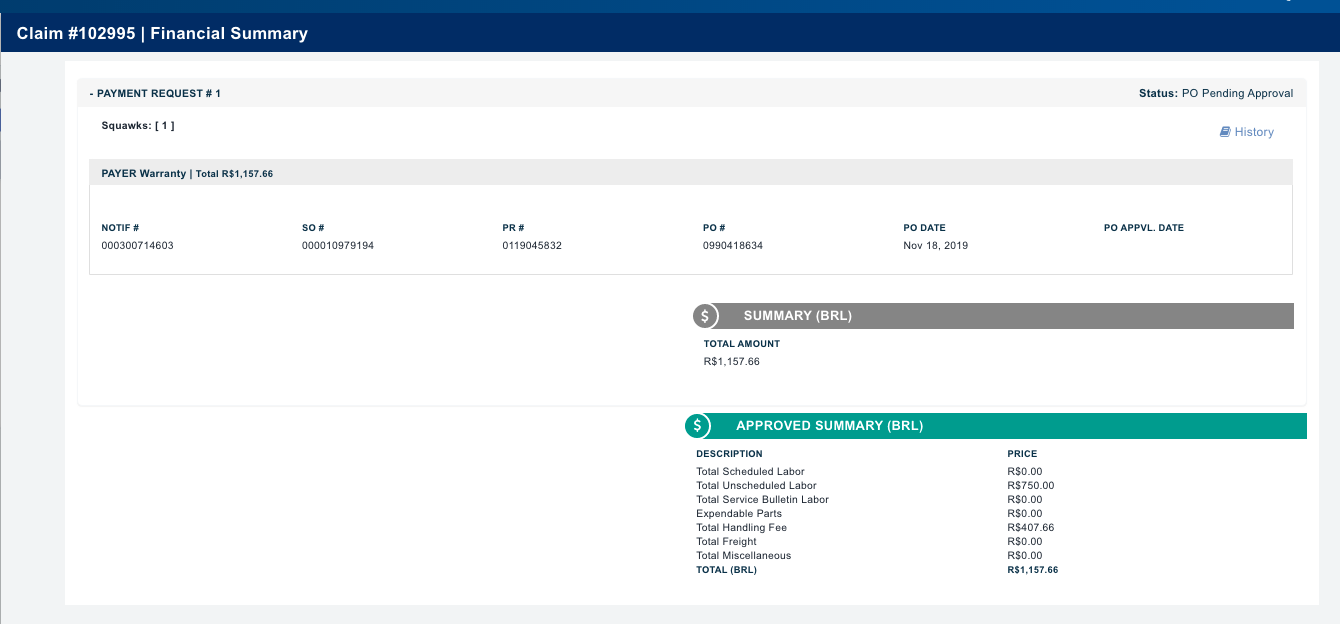 Claim #102995 | Financial Summary
- PAYMENT REQUEST # 1
Status: PO Pending Approval
Squawks: [ 1 ]
History
PAYER Warranty | Total R$1,157.66
NOTIF # SO # PR # PO # PO DATE PO APPVL. DATE
000300714603 000010979194 0119045832 0990418634 Nov 18, 2019
$ SUMMARY (BRL)
TOTAL AMOUNT
R$1,157.66
$ APPROVED SUMMARY (BRL)
DESCRIPTION PRICE
Total Scheduled Labor R$0.00
Total Unscheduled Labor R$750.00
Total Service Bulletin Labor R$0.00
Expendable Parts R$0.00
Total Handling Fee R$407.66
Total Freight R$0.00
Total Miscellaneous R$0.00
TOTAL (BRL) R$1,157.66